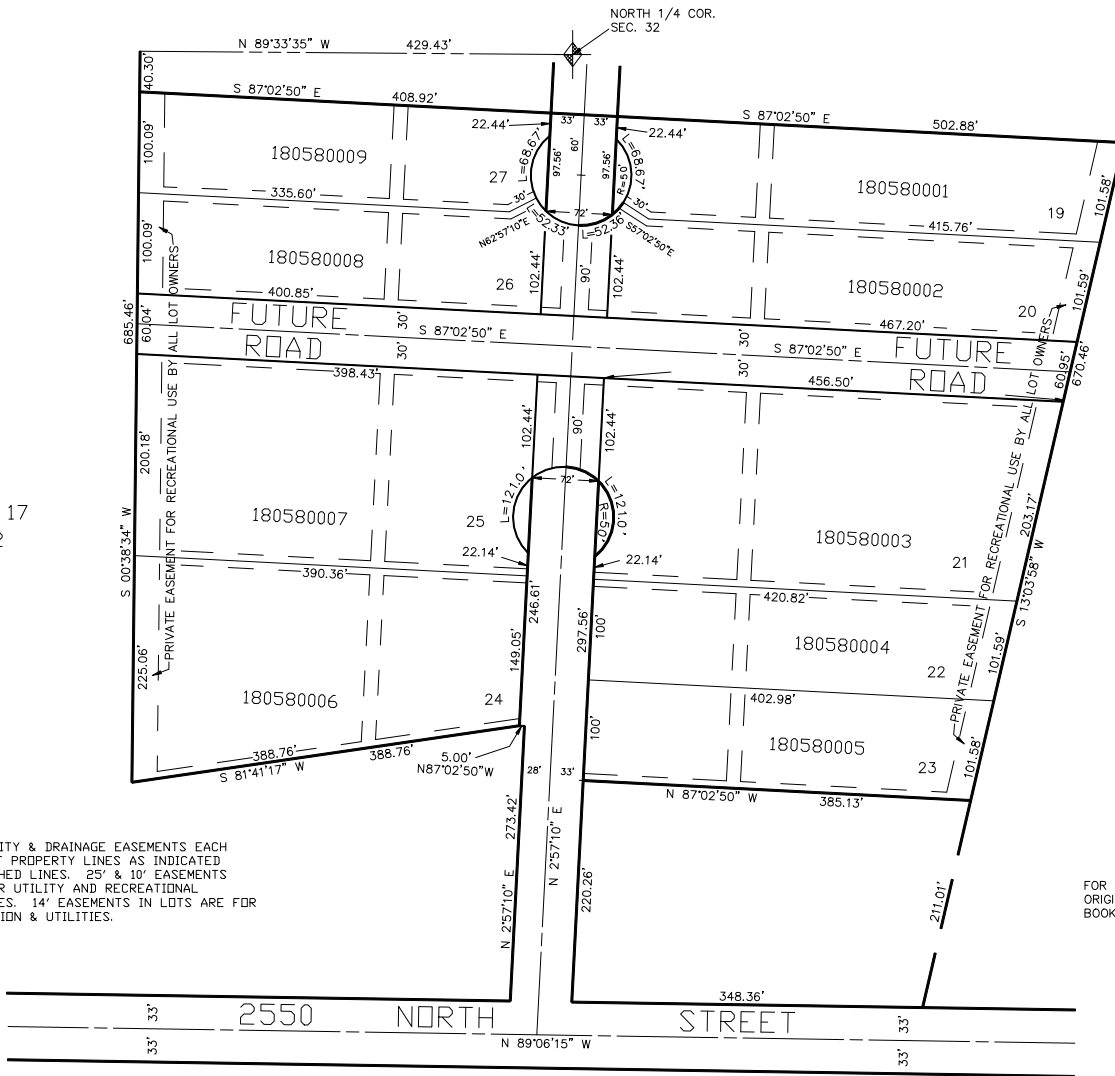 NORTH 1/4 COR.
SEC. 32
N 89°33'35" W 429.43'
40.30'
S 87°02'50" E 408.92'
S 87°02'50" E 502.88'
22.44' 33' 33' 22.44'
60'
100.09'
180580009
27
L=68.67'
97.56'
97.56'
R=50'
L=68.67'
180580001
19
101.58'
335.60'
30'
72'
30'
415.76'
N62°57'10"E
L=52.33'
L=52.36'
S57°02'50"E
100.09'
180580008
26
102.44'
90'
102.44'
180580002
20
101.59'
400.85'
467.20'
685.46'
60.04'
FUTURE
ROAD
30'
30'
S 87°02'50" E
30'
30'
S 87°02'50" E
FUTURE
ROAD
60.95'
670.46'
PRIVATE EASEMENT FOR RECREATIONAL USE BY ALL LOT OWNERS
PRIVATE EASEMENT FOR RECREATIONAL USE BY ALL LOT OWNERS
398.43'
456.50'
200.18'
102.44'
90'
102.44'
17
S 00°38'34" W
180580007
25
L=121.0'
72'
L=121.0'
R=50'
180580003
21
203.17'
S 13°03'58" W
22.14'
22.14'
390.36'
420.82'
246.61'
297.56'
100'
225.06'
149.05'
180580004
22
101.59'
180580006
24
402.98'
100'
180580005
23
101.58'
388.76'
388.76'
S 81°41'17" W
5.00'
N87°02'50"W
28' 33'
N 87°02'50" W
385.13'
273.42'
N 2°57'10" E
N 2°57'10" E
220.26'
211.01'
ITY & DRAINAGE EASEMENTS EACH
T PROPERTY LINES AS INDICATED
HED LINES. 25' & 10' EASEMENTS
R UTILITY AND RECREATIONAL
ES. 14' EASEMENTS IN LOTS ARE FOR
ION & UTILITIES.
FOR
ORIGI
BOOK
348.36'
33'
33'
2550 NORTH STREET
33'
33'
N 89°06'15" W